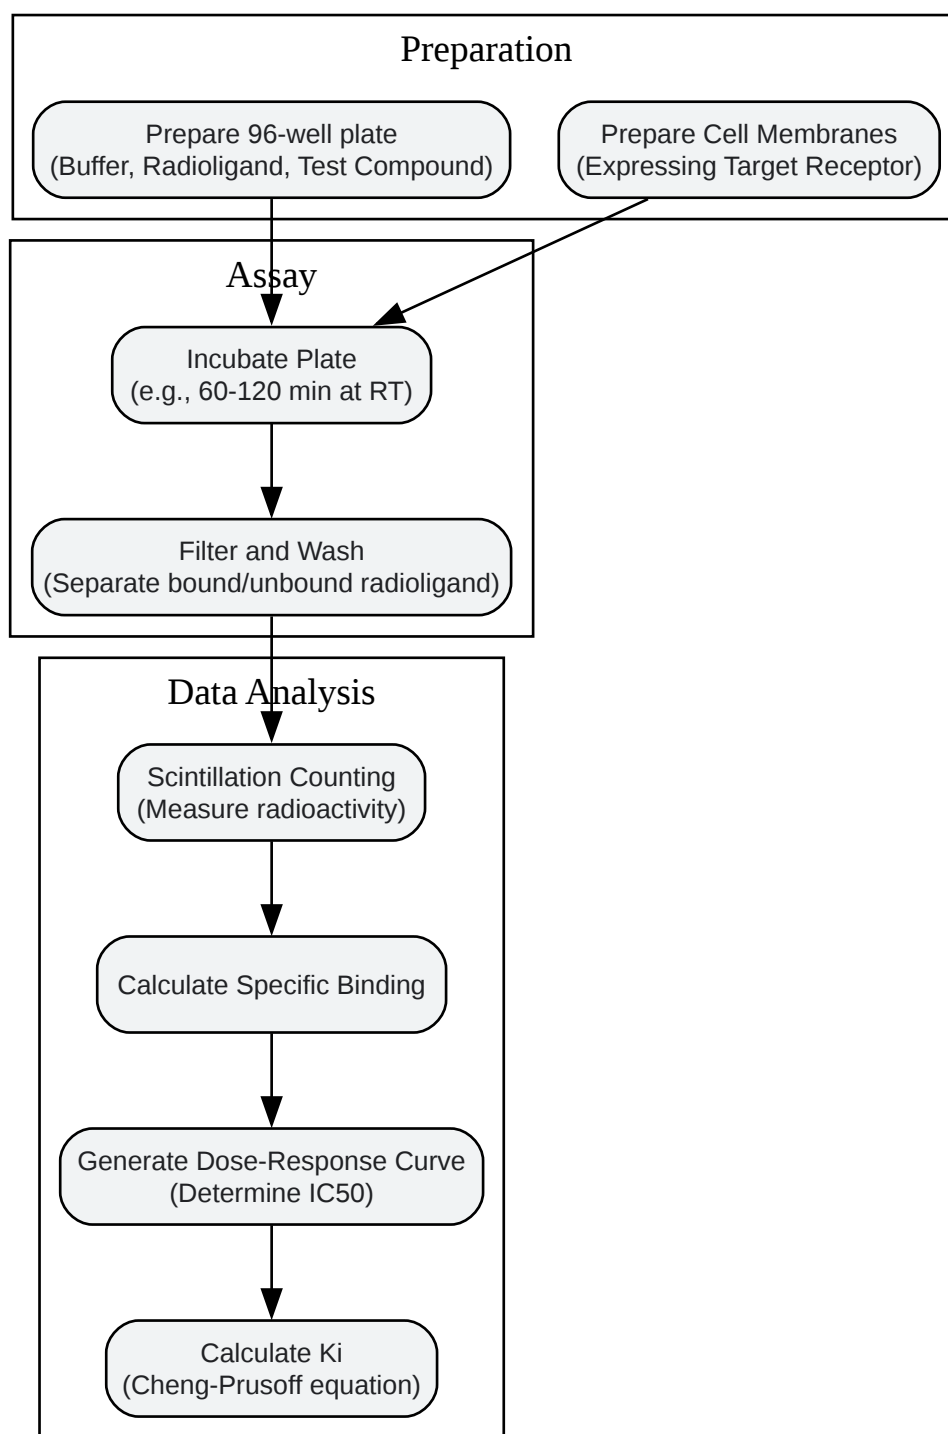 Preparation
Prepare 96-well plate
(Buffer, Radioligand, Test Compound)
Prepare Cell Membranes
(Expressing Target Receptor)
Assay
Incubate Plate
(e.g., 60-120 min at RT)
Filter and Wash
(Separate bound/unbound radioligand)
Data Analysis
Scintillation Counting
(Measure radioactivity)
Calculate Specific Binding
Generate Dose-Response Curve
(Determine IC50)
Calculate Ki
(Cheng-Prusoff equation)